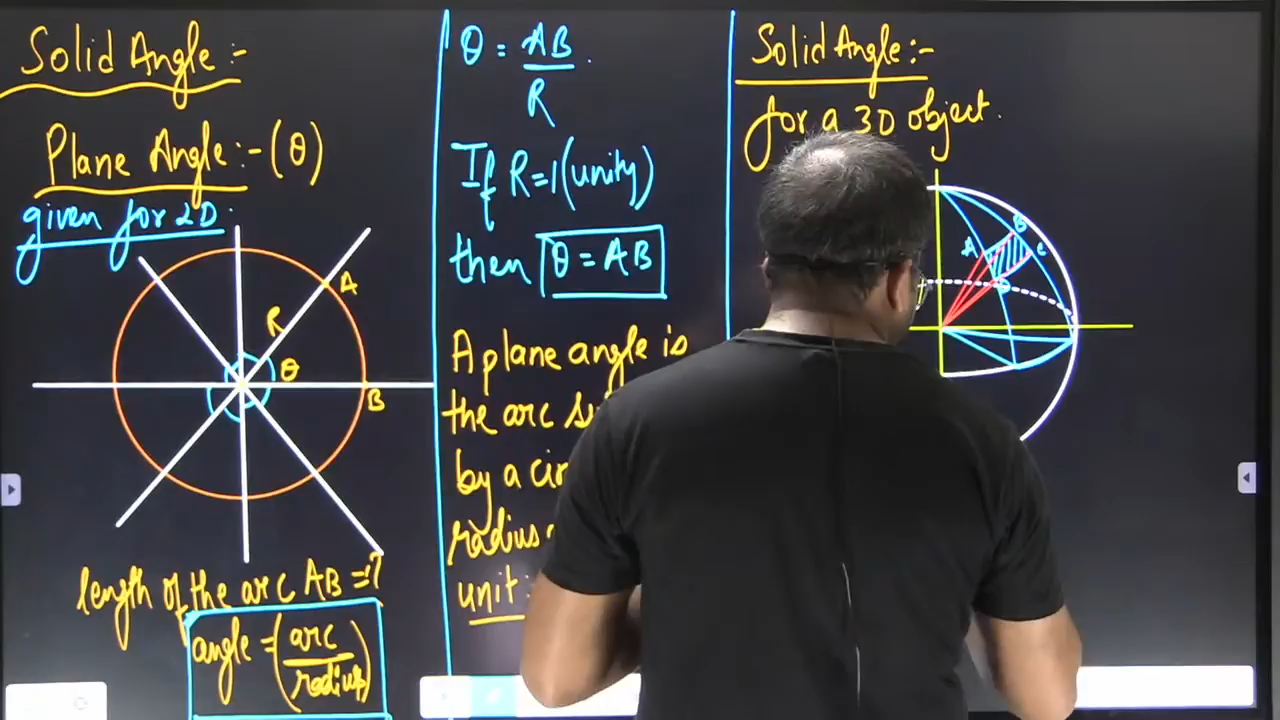 Solid Angle :-
Plane Angle :- (θ)
given for 2D.
A
R
θ
B
length of the arc AB = ?
angle = (arc / radius)
θ = AB / R.
If R = 1 (unity)
then θ = AB
A plane angle is
the arc
by a
radius
unit :
Solid Angle :-
for a 3D object.
A
B
C
D